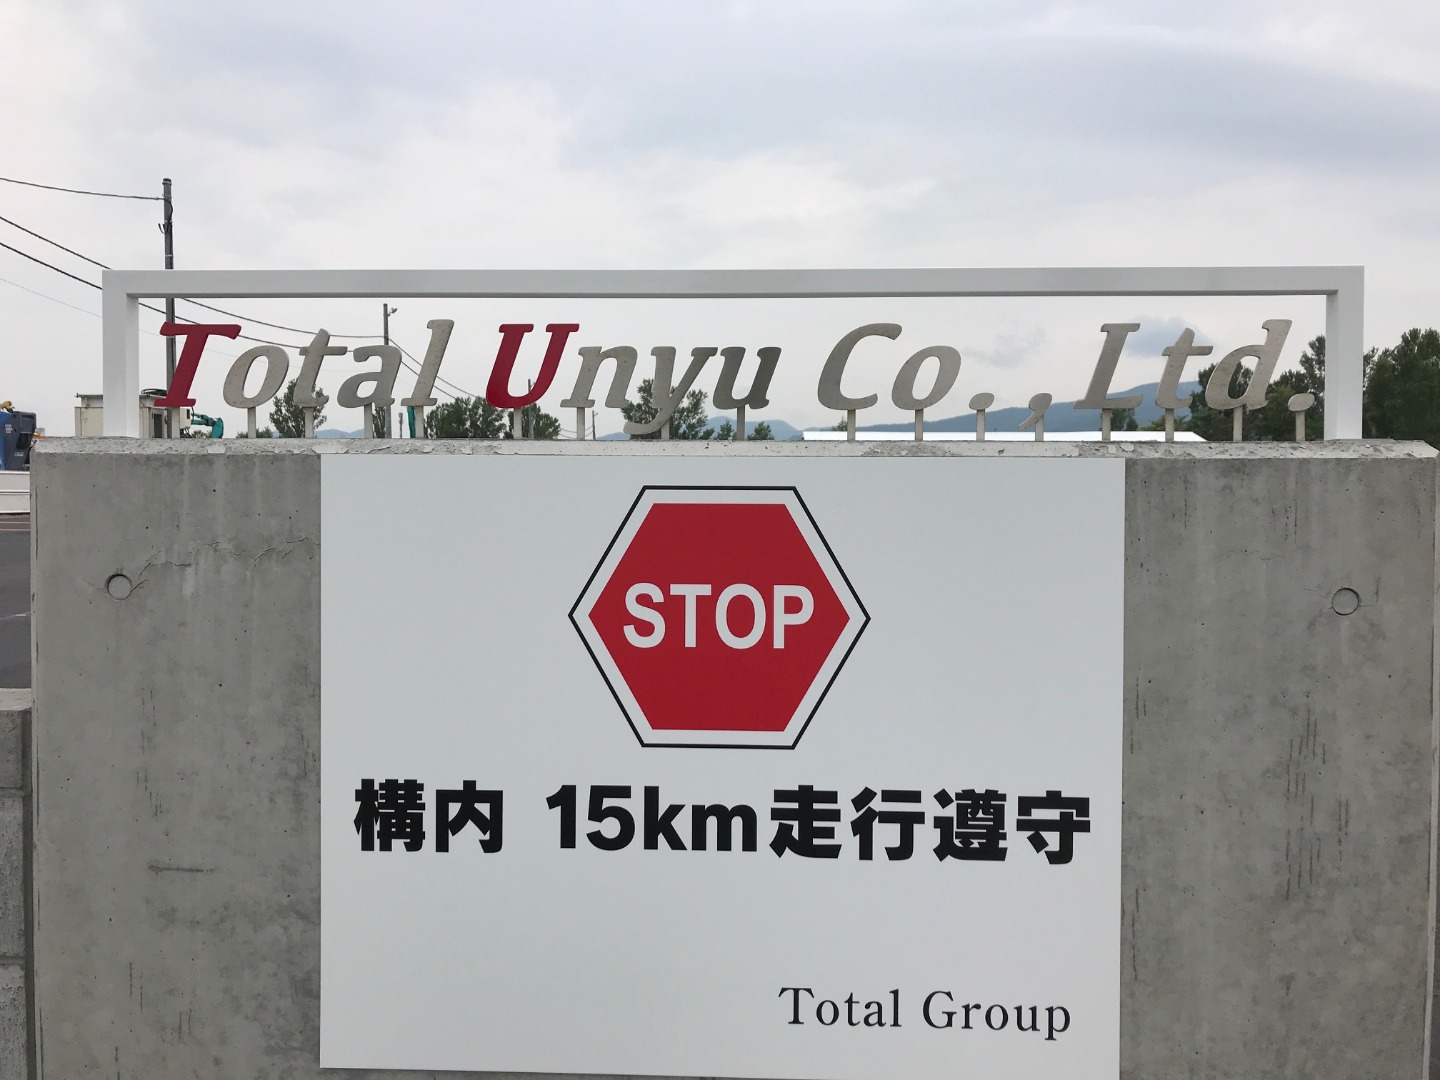 Total Unyu Co., Ltd.
STOP
構内 15km走行遵守
Total Group